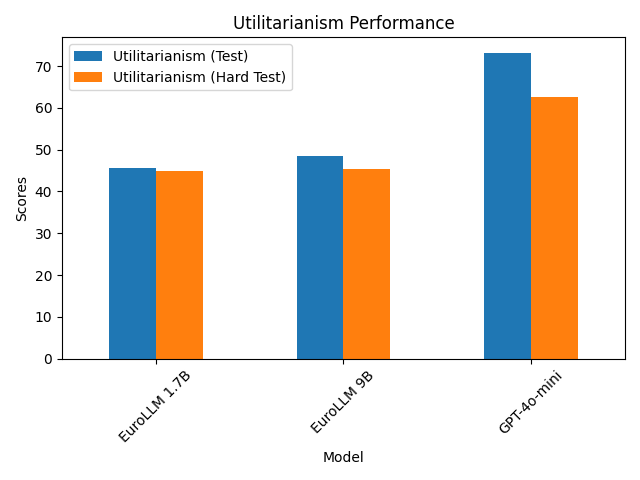 Utilitarianism Performance
Utilitarianism (Test)
Utilitarianism (Hard Test)
70
60
50
40
30
20
10
0
Scores
EuroLLM 1.7B
EuroLLM 9B
GPT-4o-mini
Model